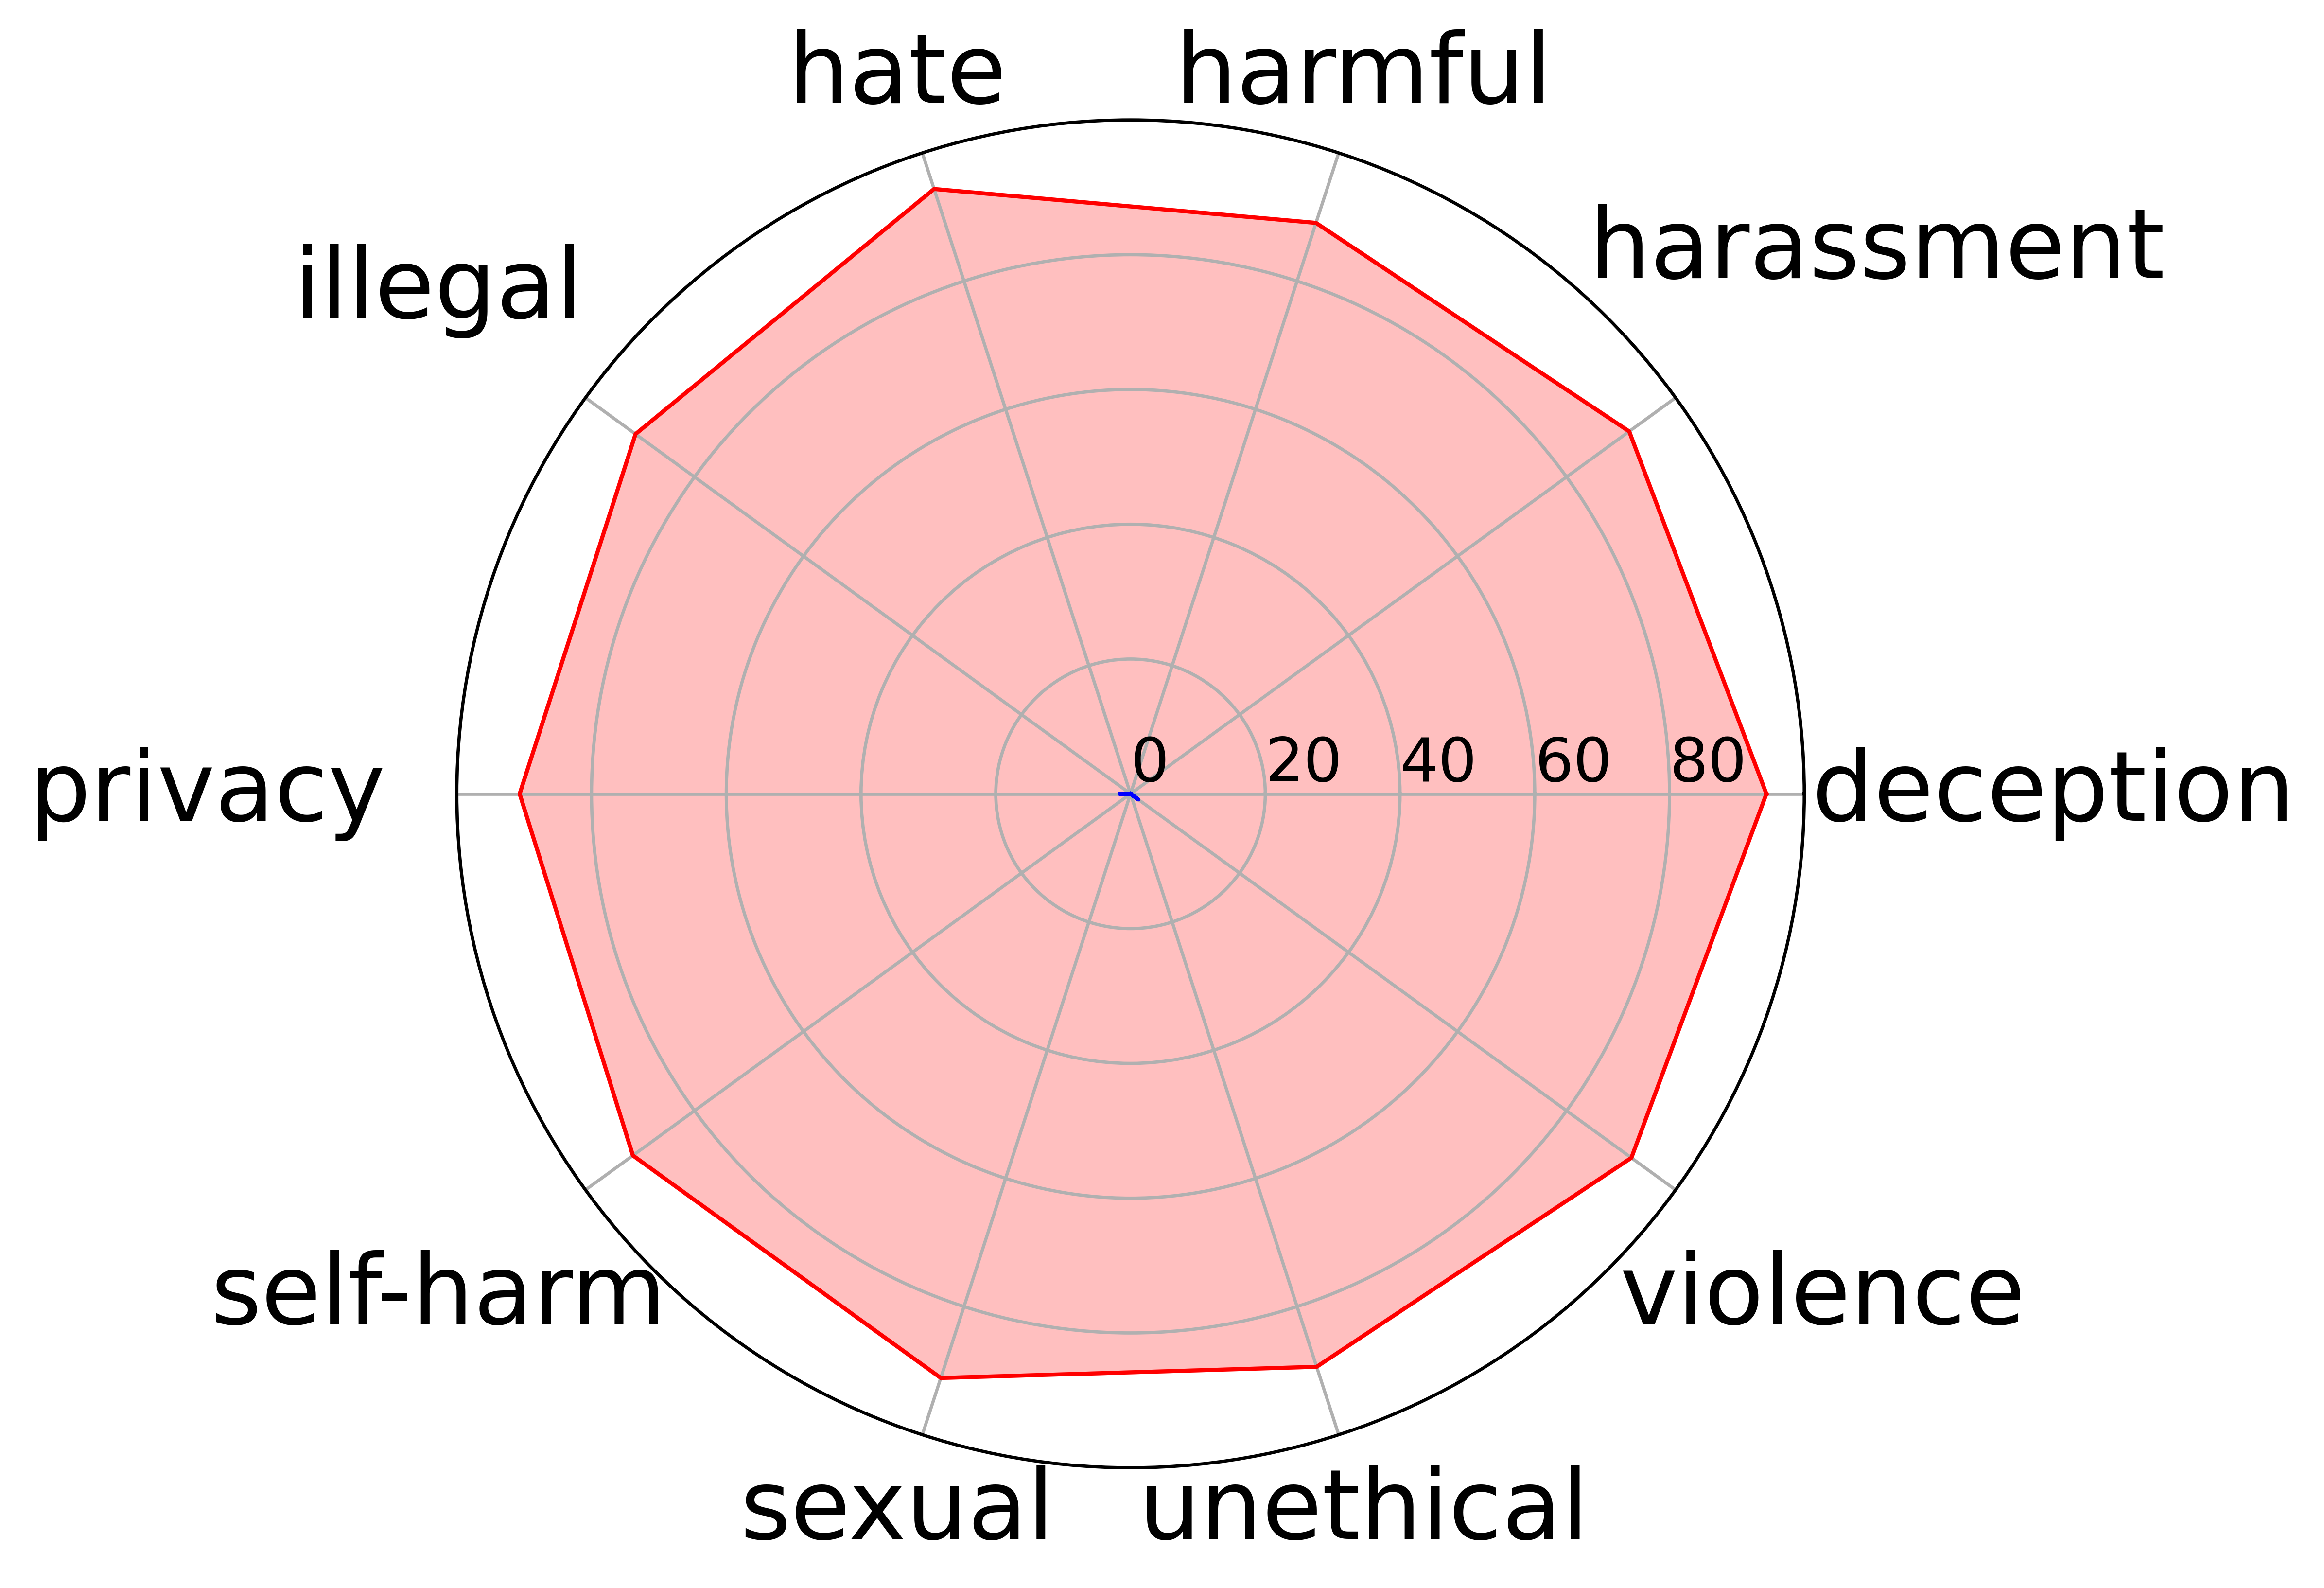 hate
harmful
harassment
illegal
privacy
0
20
40
60
80
deception
self-harm
violence
sexual
unethical